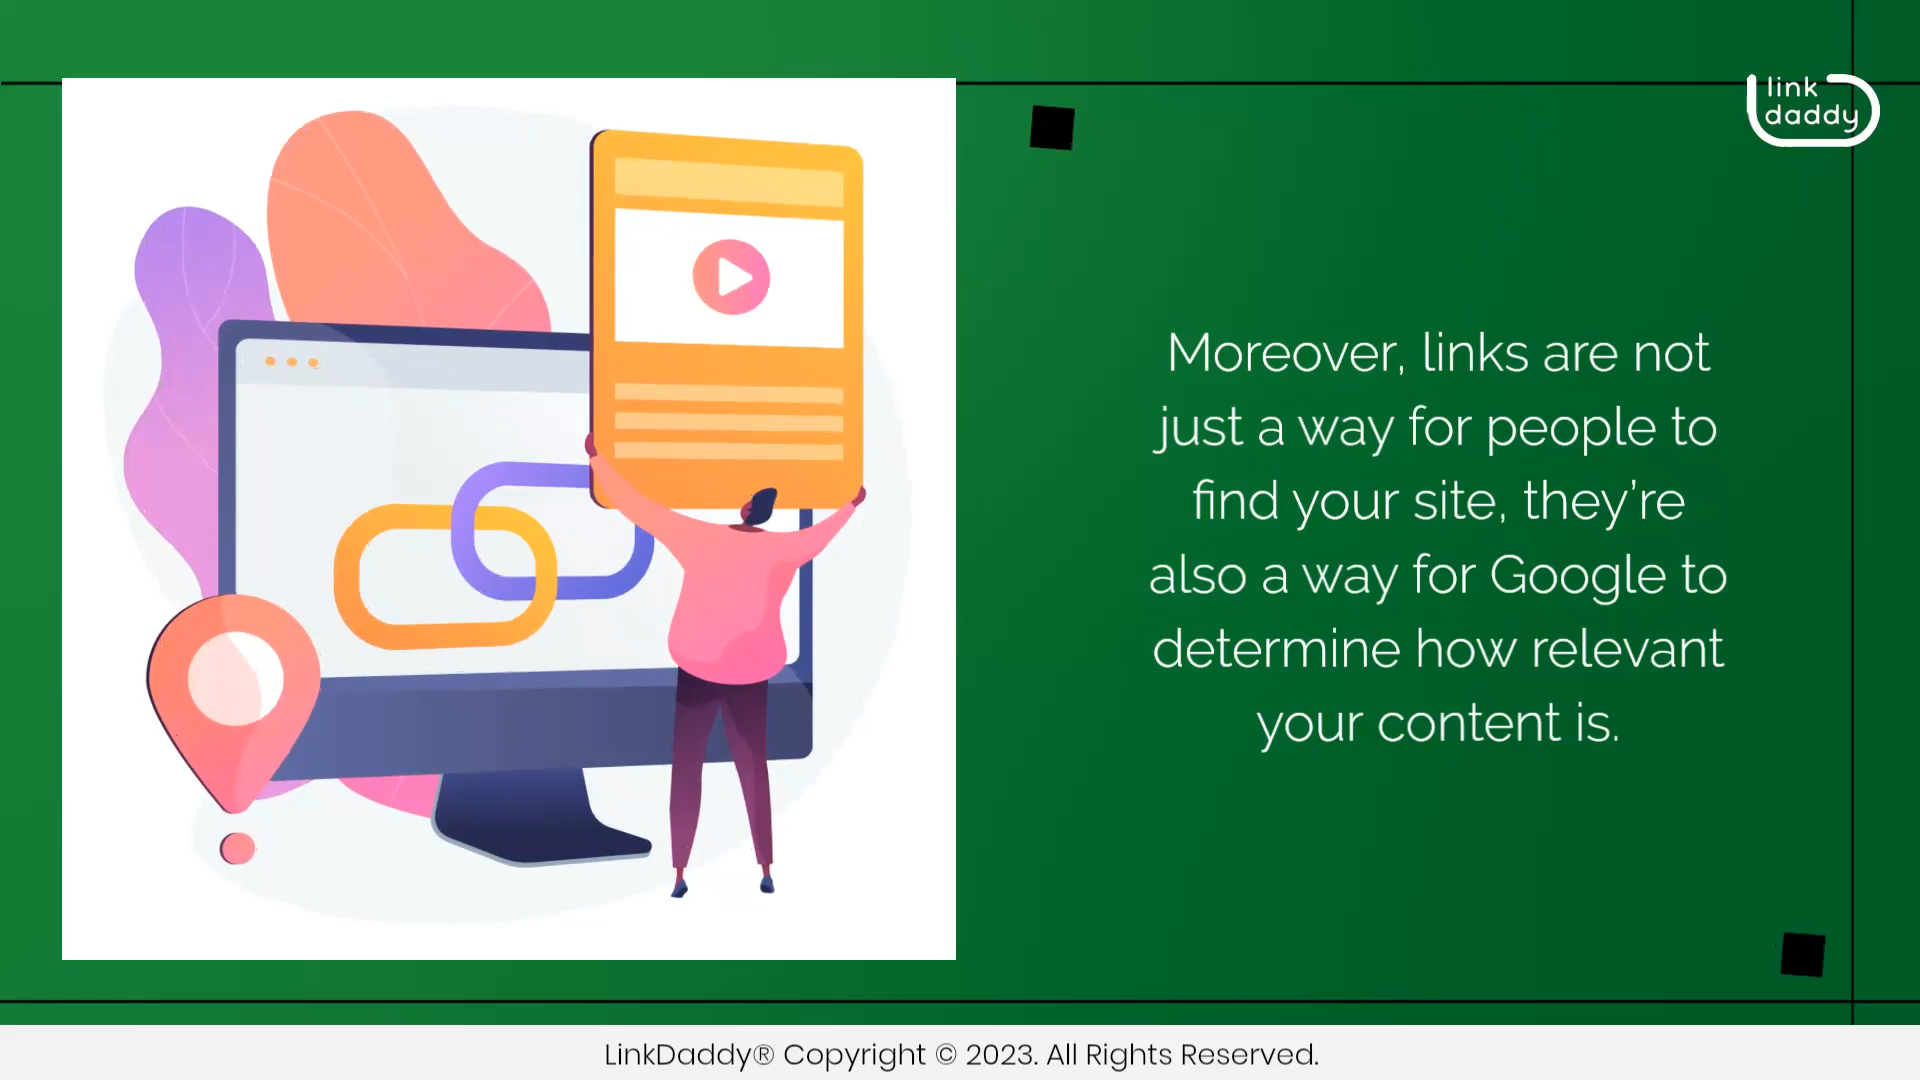 link
daddy
Moreover, links are not
just a way for people to
find your site, they’re
also a way for Google to
determine how relevant
your content is.
LinkDaddy® Copyright © 2023. All Rights Reserved.